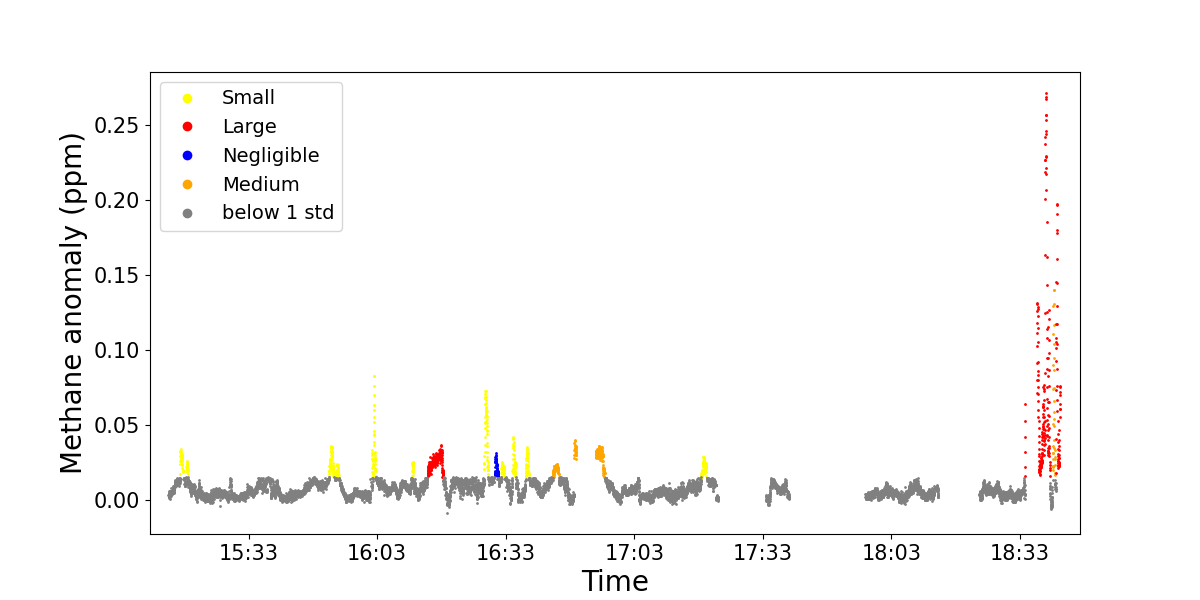 Small
Large
Negligible
Medium
below 1 std
Methane anomaly (ppm)
0.25
0.20
0.15
0.10
0.05
0.00
15:33 16:03 16:33 17:03 17:33 18:03 18:33
Time